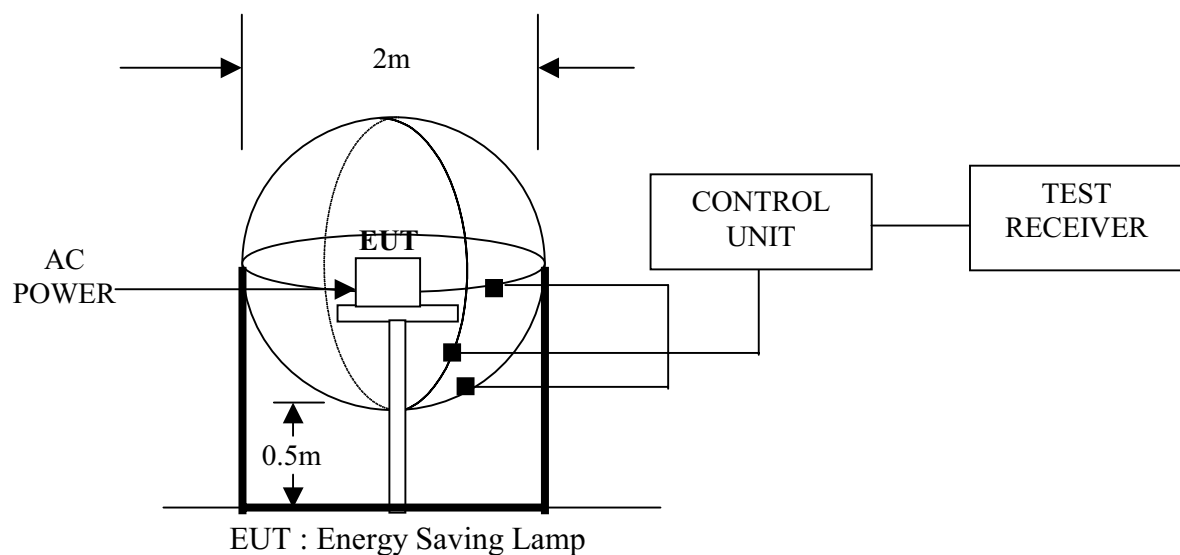 2m
CONTROL
UNIT
TEST
RECEIVER
EUT
AC
POWER
0.5m
EUT : Energy Saving Lamp